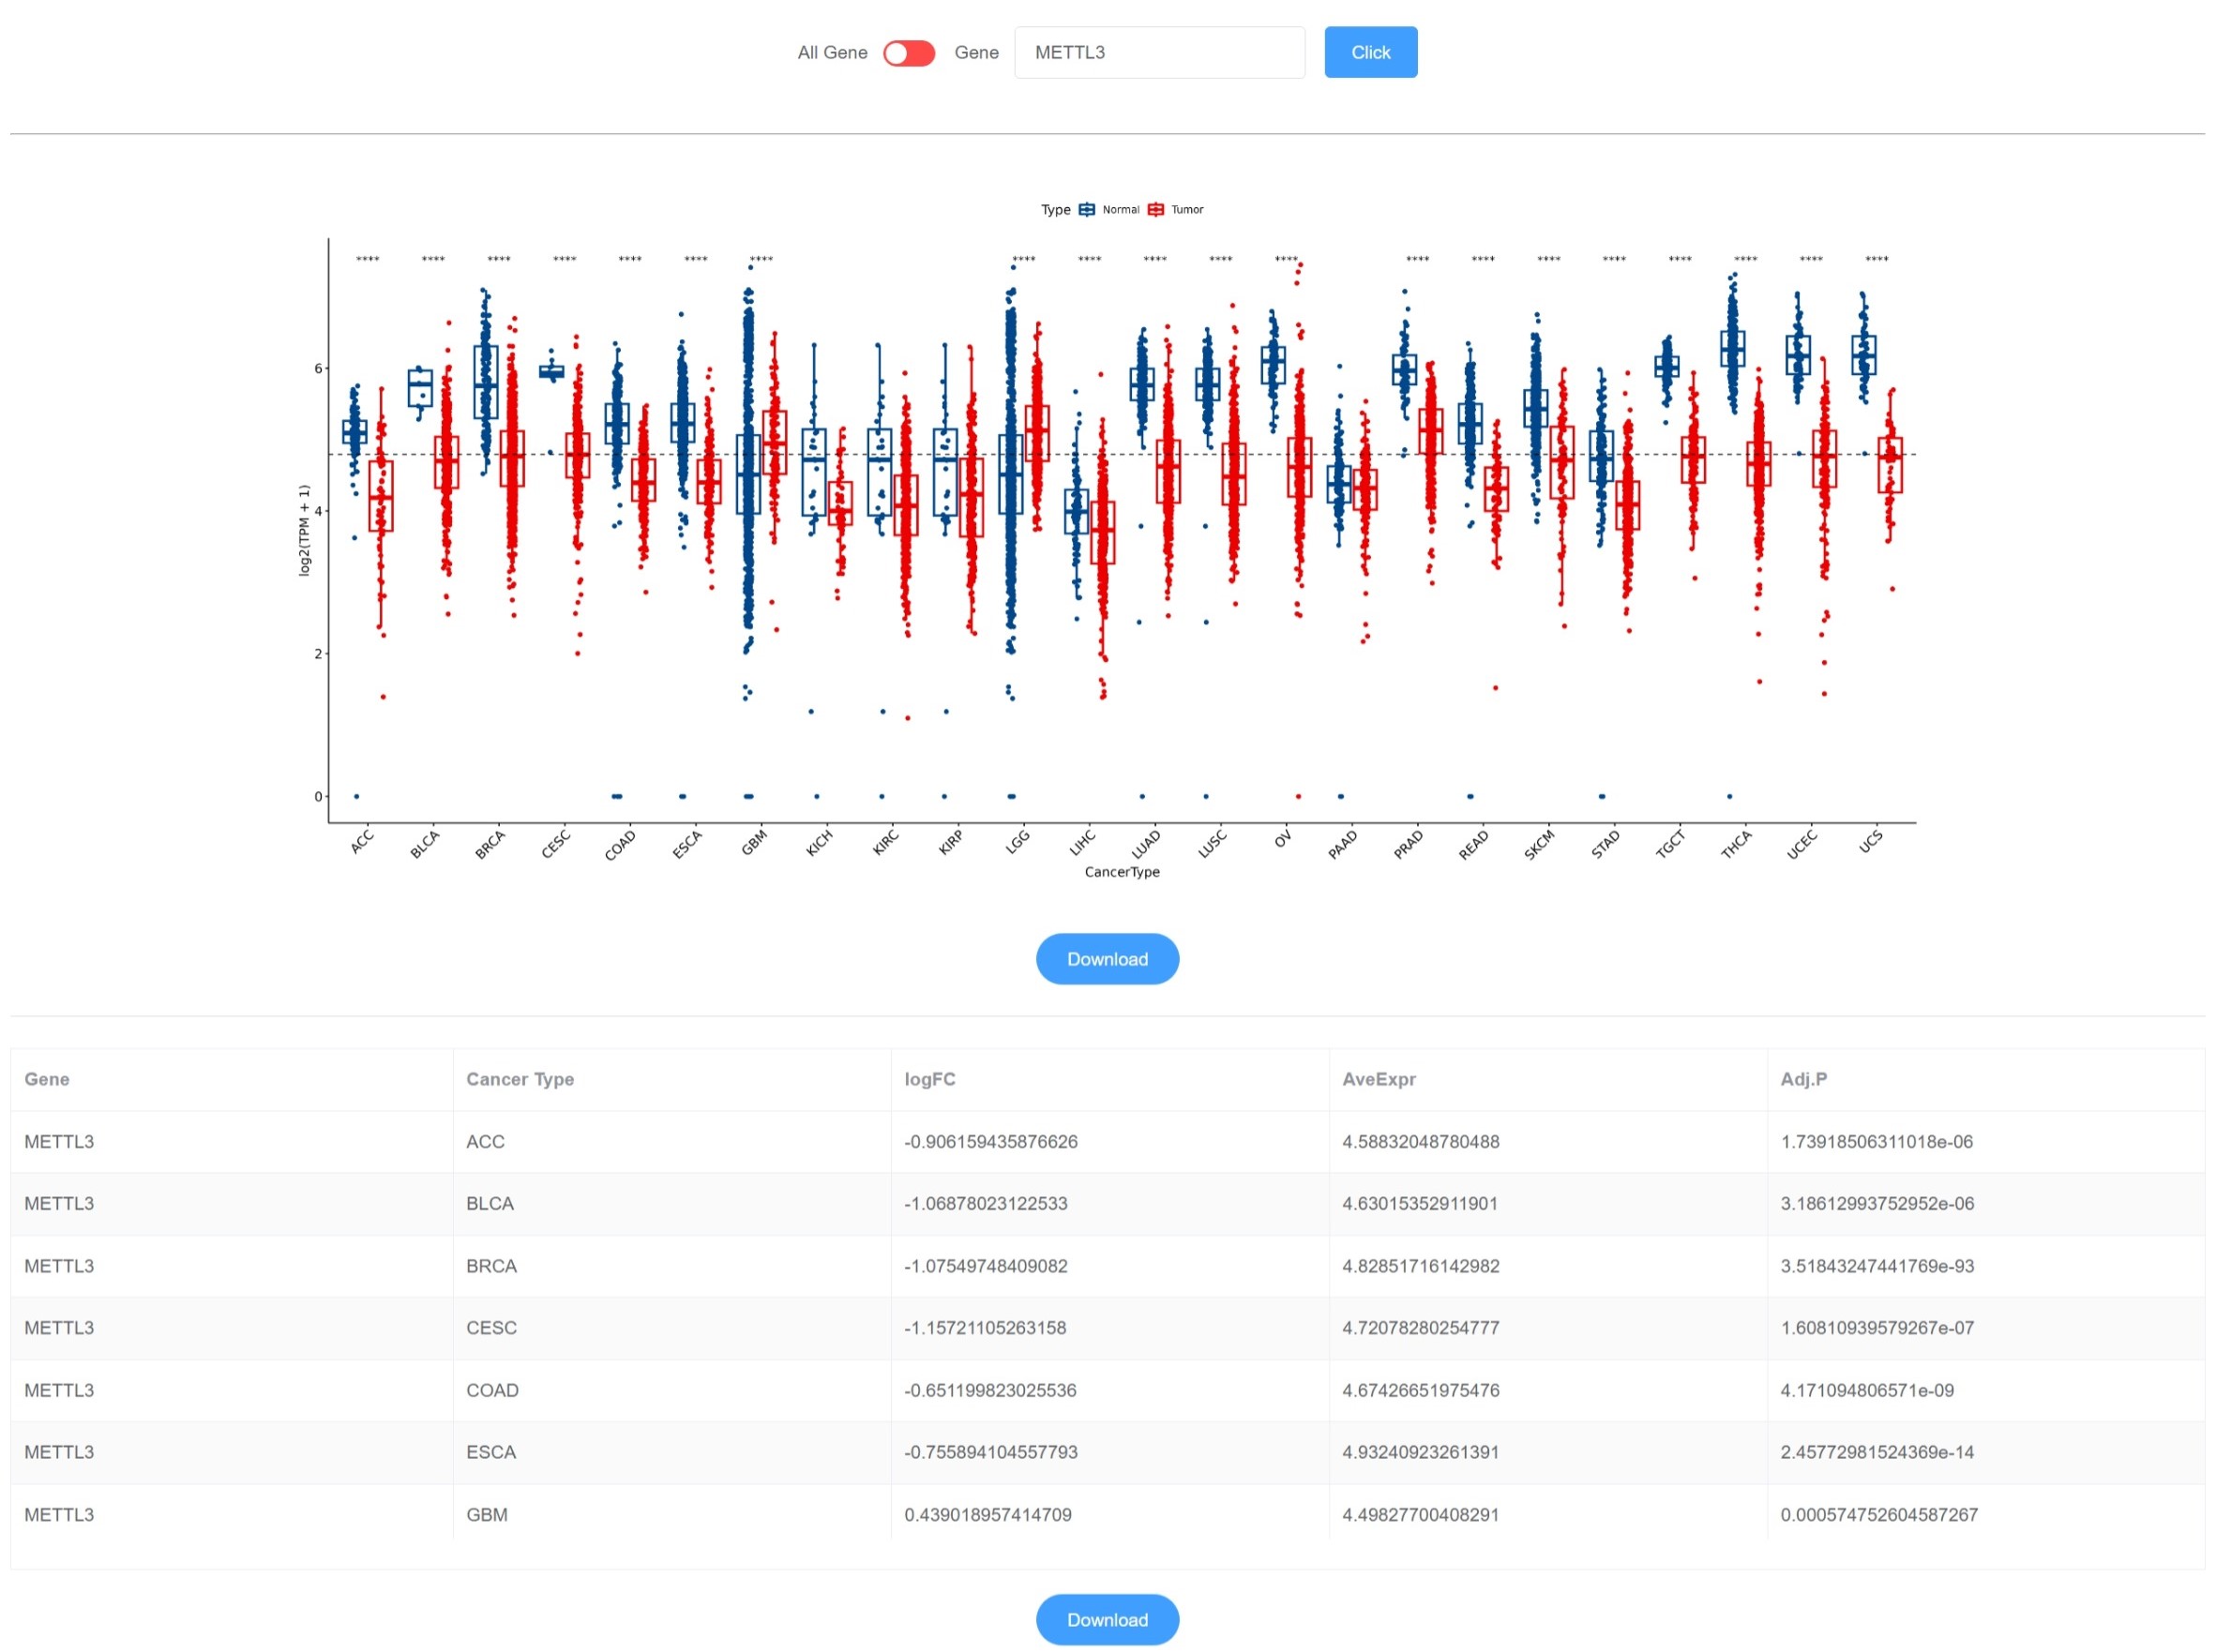 All Gene Gene METTL3 Click
Type Normal Tumor
**** **** **** **** **** **** **** **** **** **** **** **** **** **** **** **** **** **** **** ****
6
4
2
0
log2(TPM + 1)
ACC BLCA BRCA CESC COAD ESCA GBM KICH KIRC KIRP LGG LIHC LUAD LUSC OV PAAD PRAD READ SKCM STAD TGCT THCA UCEC UCS
CancerType
Download
Gene Cancer Type logFC AveExpr Adj.P
METTL3 ACC -0.906159435876626 4.58832048780488 1.73918506311018e-06
METTL3 BLCA -1.06878023122533 4.63015352911901 3.18612993752952e-06
METTL3 BRCA -1.07549748409082 4.82851716142982 3.51843247441769e-93
METTL3 CESC -1.15721105263158 4.72078280254777 1.60810939579267e-07
METTL3 COAD -0.651199823025536 4.67426651975476 4.171094806571e-09
METTL3 ESCA -0.755894104557793 4.93240923261391 2.45772981524369e-14
METTL3 GBM 0.439018957414709 4.49827700408291 0.000574752604587267
Download